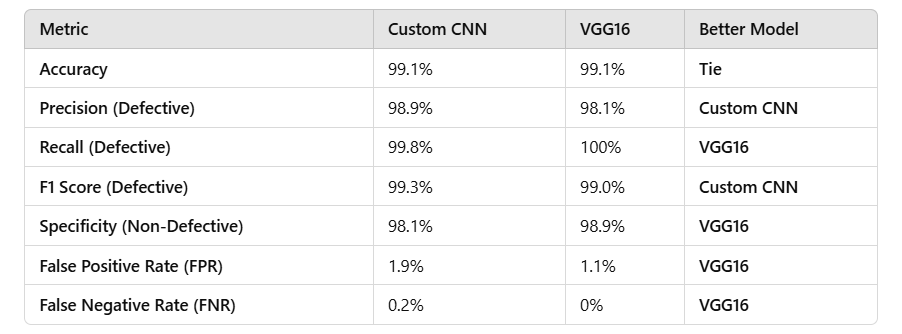 Metric Custom CNN VGG16 Better Model
Accuracy 99.1% 99.1% Tie
Precision (Defective) 98.9% 98.1% Custom CNN
Recall (Defective) 99.8% 100% VGG16
F1 Score (Defective) 99.3% 99.0% Custom CNN
Specificity (Non-Defective) 98.1% 98.9% VGG16
False Positive Rate (FPR) 1.9% 1.1% VGG16
False Negative Rate (FNR) 0.2% 0% VGG16